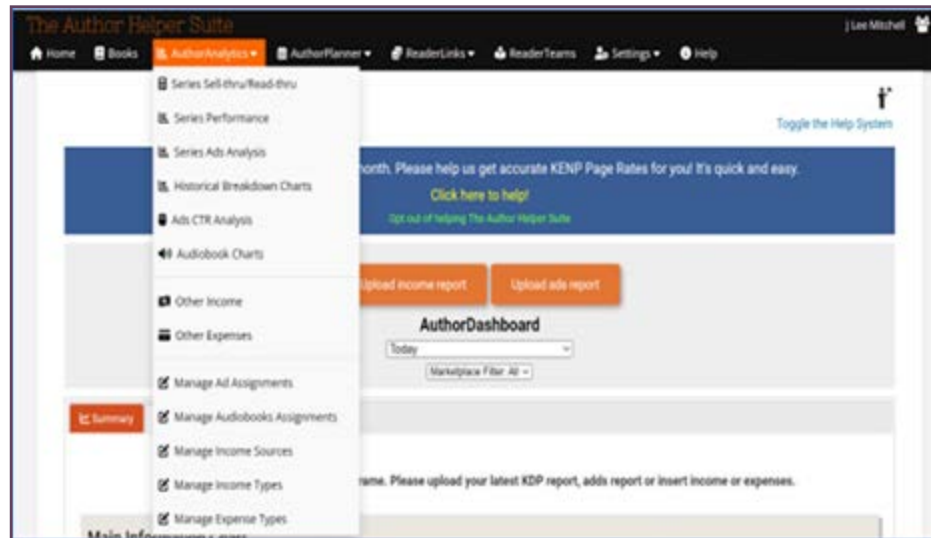 The Author Helper Suite
J Lee Mitchell
Home Books AuthorAnalytics AuthorPlanner ReaderLinks ReaderTeams Settings Help
Series Sell-thru/Read-thru
Series Performance
Series Ads Analysis
Historical Breakdown Charts
Ads CTR Analysis
Audiobook Charts
Other Income
Other Expenses
Manage Ad Assignments
Manage Audiobooks Assignments
Manage Income Sources
Manage Income Types
Manage Expense Types
Toggle the Help System
onth. Please help us get accurate KENP Page Rates for you! It's quick and easy.
Click here to help!
Opt out of helping The Author Helper Suite
Upload income report Upload ads report
AuthorDashboard
Today
Marketplace Filter: All
Summary
rame. Please upload your latest KDP report, adds report or insert income or expenses.
Main